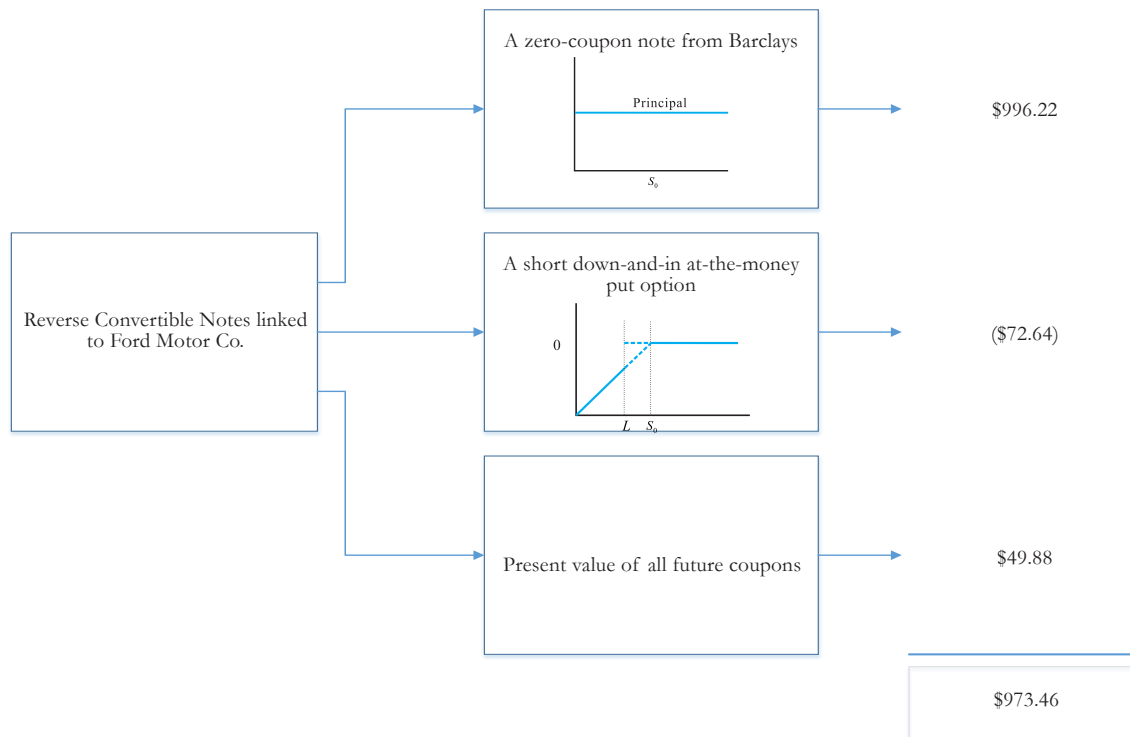 A zero-coupon note from Barclays
Principal
S₀
$996.22
Reverse Convertible Notes linked
to Ford Motor Co.
A short down-and-in at-the-money
put option
0
L S₀
($72.64)
Present value of all future coupons
$49.88
$973.46